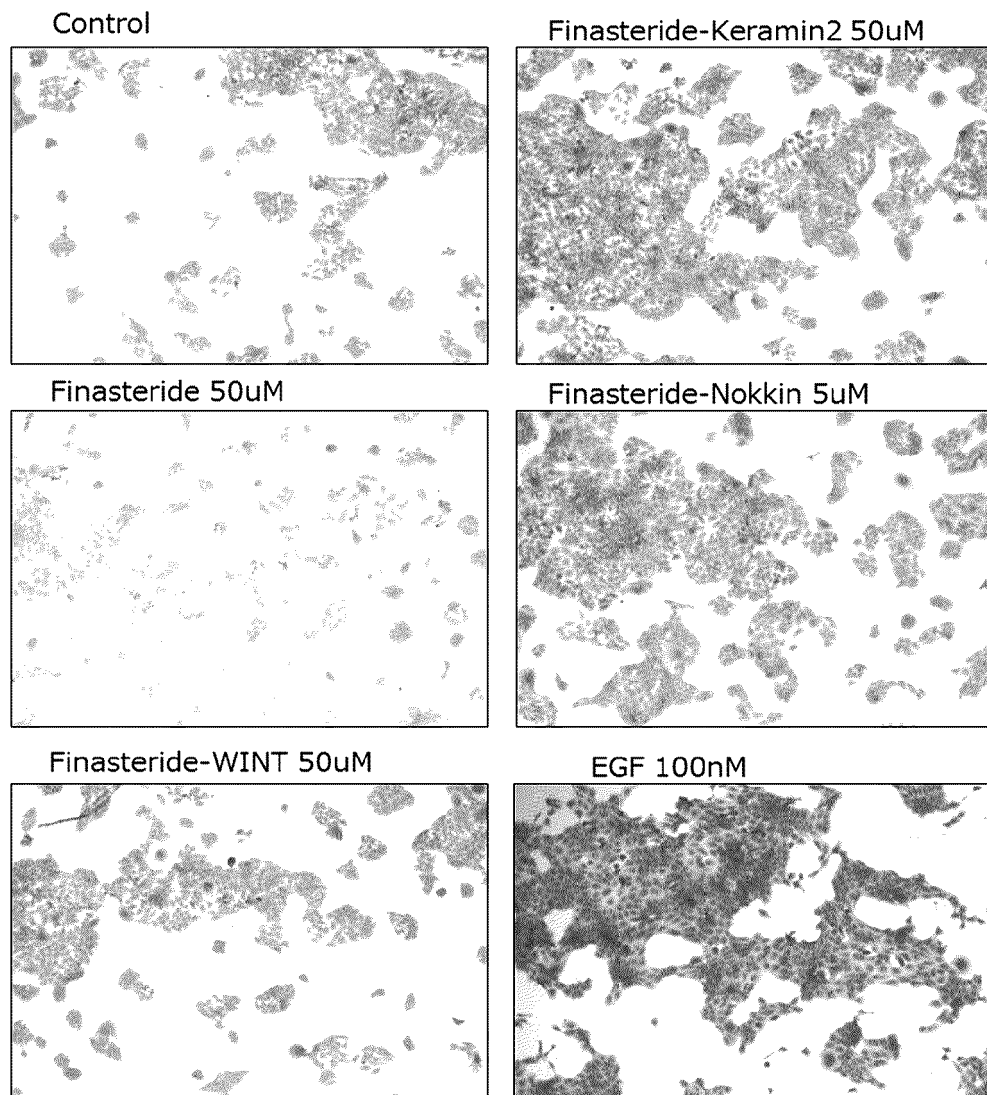 Control
Finasteride-Keramin2 50uM
Finasteride 50uM
Finasteride-Nokkin 5uM
Finasteride-WINT 50uM
EGF 100nM